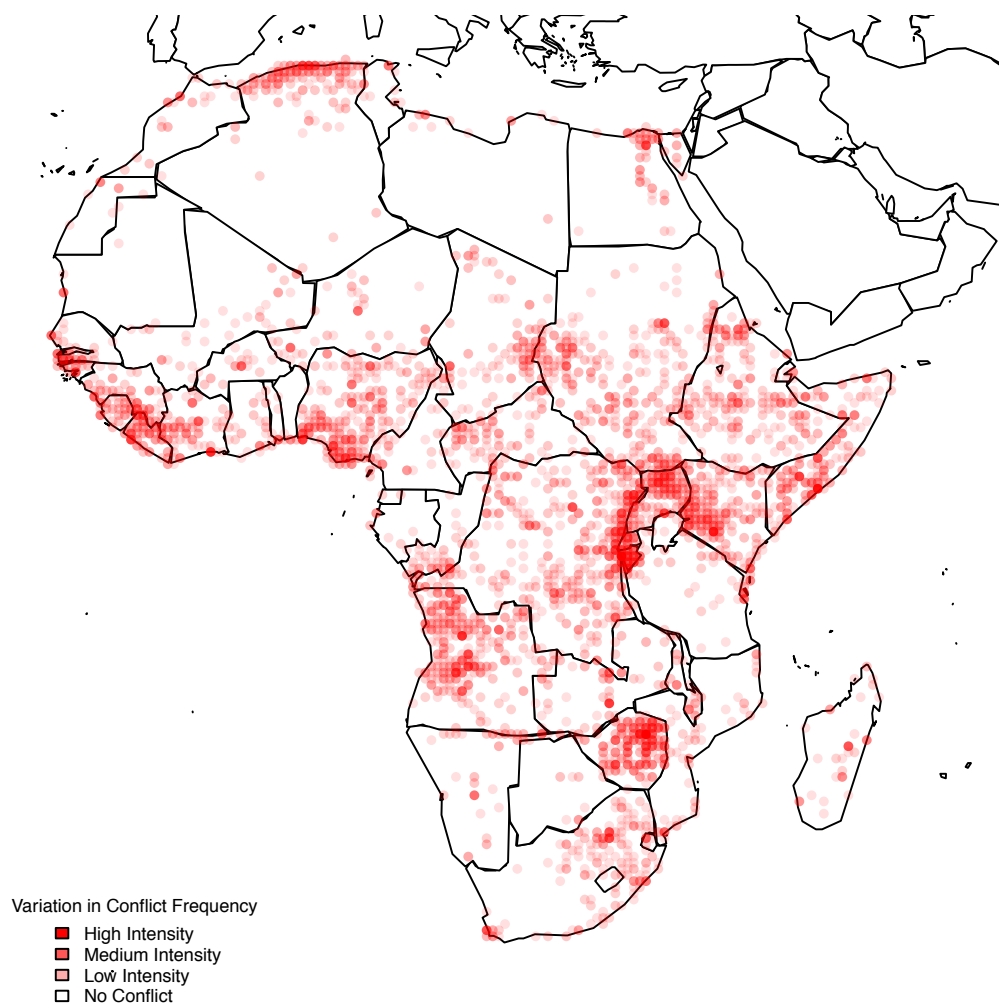 Variation in Conflict Frequency
High Intensity
Medium Intensity
Low Intensity
No Conflict